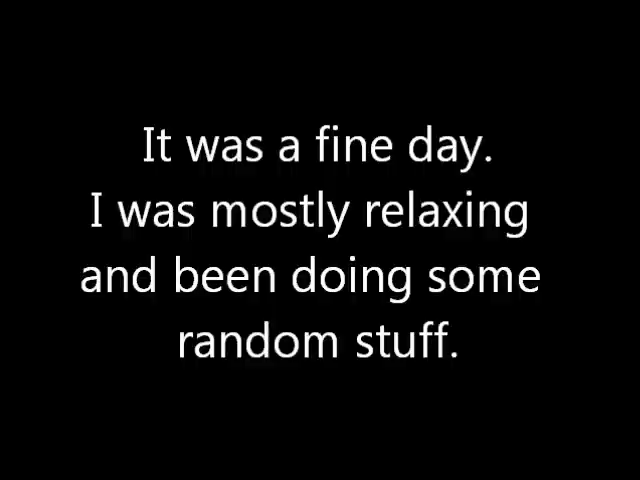 It was a fine day.
I was mostly relaxing
and been doing some
random stuff.